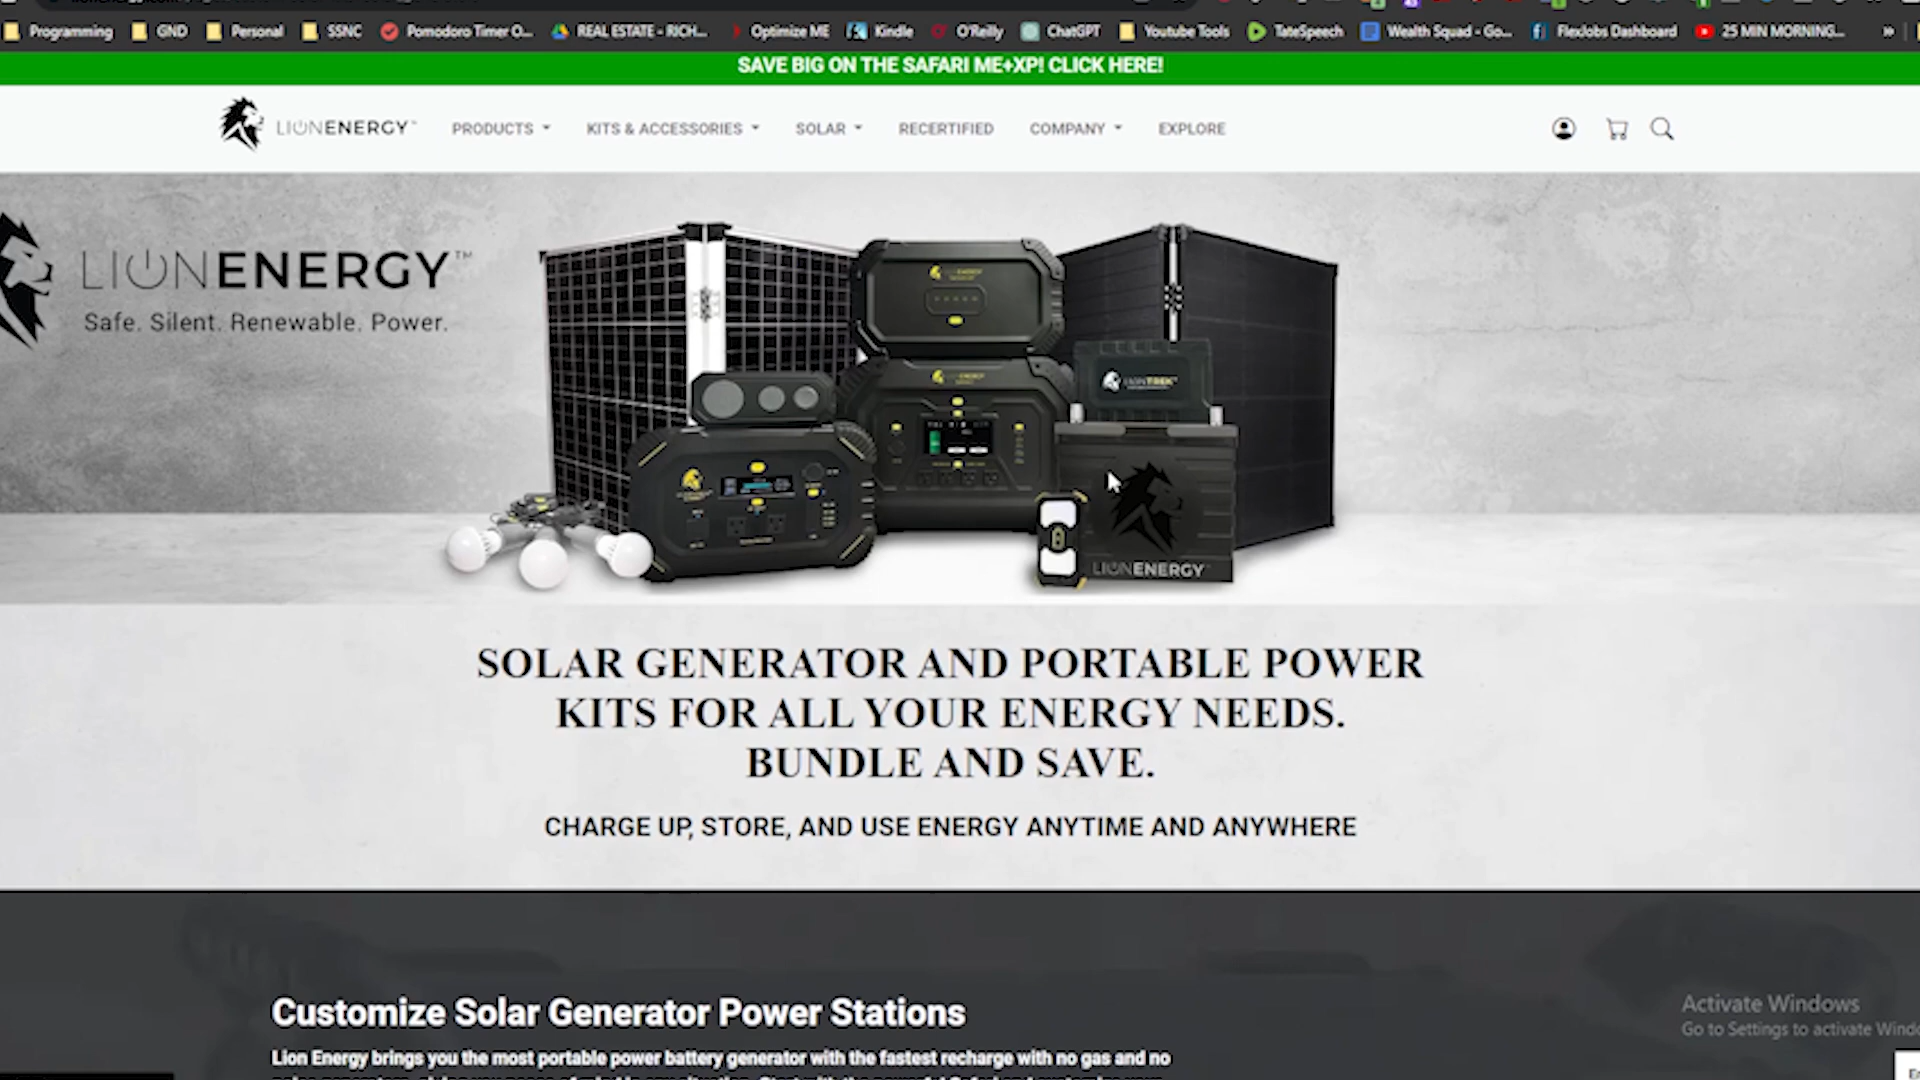 Programming GND Personal SSNC Pomodoro Timer O... REAL ESTATE - RICH... Optimize ME Kindle O'Reilly ChatGPT Youtube Tools TateSpeech Wealth Squad - Go... FlexJobs Dashboard 25 MIN MORNING... »
SAVE BIG ON THE SAFARI ME+XP! CLICK HERE!
LIONENERGY™ PRODUCTS KITS & ACCESSORIES SOLAR RECERTIFIED COMPANY EXPLORE
LIONENERGY™
Safe. Silent. Renewable. Power.
LIONTREK™
LIONENERGY™
SOLAR GENERATOR AND PORTABLE POWER
KITS FOR ALL YOUR ENERGY NEEDS.
BUNDLE AND SAVE.
CHARGE UP, STORE, AND USE ENERGY ANYTIME AND ANYWHERE
Customize Solar Generator Power Stations
Lion Energy brings you the most portable power battery generator with the fastest recharge with no gas and no
Activate Windows
Go to Settings to activate Windo